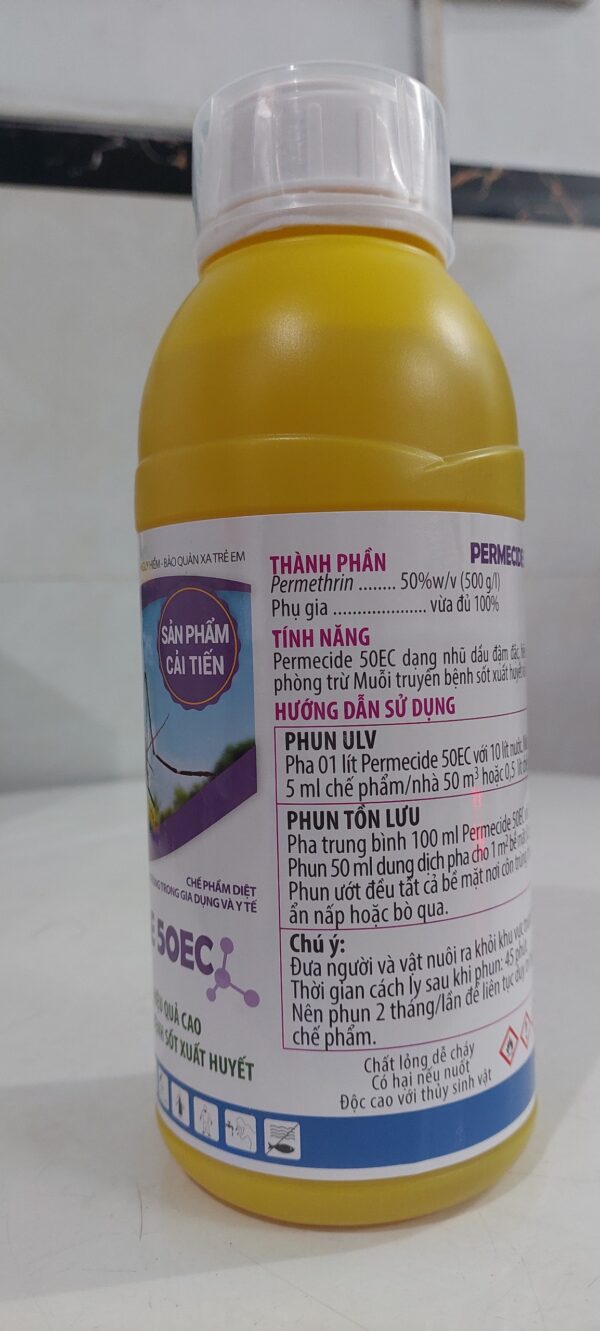 HIỂM - BẢO QUẢN XA TRẺ EM
SẢN PHẨM
CẢI TIẾN
CHẾ PHẨM DIỆT
TRONG GIA DỤNG VÀ Y TẾ
E 50EC
QUẢ CAO
SỐT XUẤT HUYẾT
PERMECIDE
THÀNH PHẦN
Permethrin ........ 50%w/v (500 g/l)
Phụ gia .................... vừa đủ 100%
TÍNH NĂNG
Permecide 50EC dạng nhũ dầu đậm đặc,
phòng trừ Muỗi truyền bệnh sốt xuất huyết
HƯỚNG DẪN SỬ DỤNG
PHUN ULV
Pha 01 lít Permecide 50EC với 10 lít nước.
5 ml chế phẩm/nhà 50 m³ hoặc 0,5 lít
PHUN TỒN LƯU
Pha trung bình 100 ml Permecide 50EC
Phun 50 ml dung dịch pha cho 1 m² bề mặt
Phun ướt đều tất cả bề mặt nơi côn trùng
ẩn nấp hoặc bò qua.
Chú ý:
Đưa người và vật nuôi ra khỏi khu vực
Thời gian cách ly sau khi phun: 45 phút.
Nên phun 2 tháng/lần để liên tục duy
chế phẩm.
Chất lỏng dễ cháy
Có hại nếu nuốt
Độc cao với thủy sinh vật